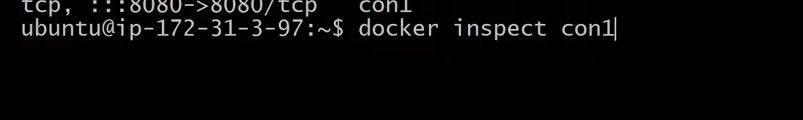 tcp, :::8080->8080/tcp   con1
ubuntu@ip-172-31-3-97:~$ docker inspect con1